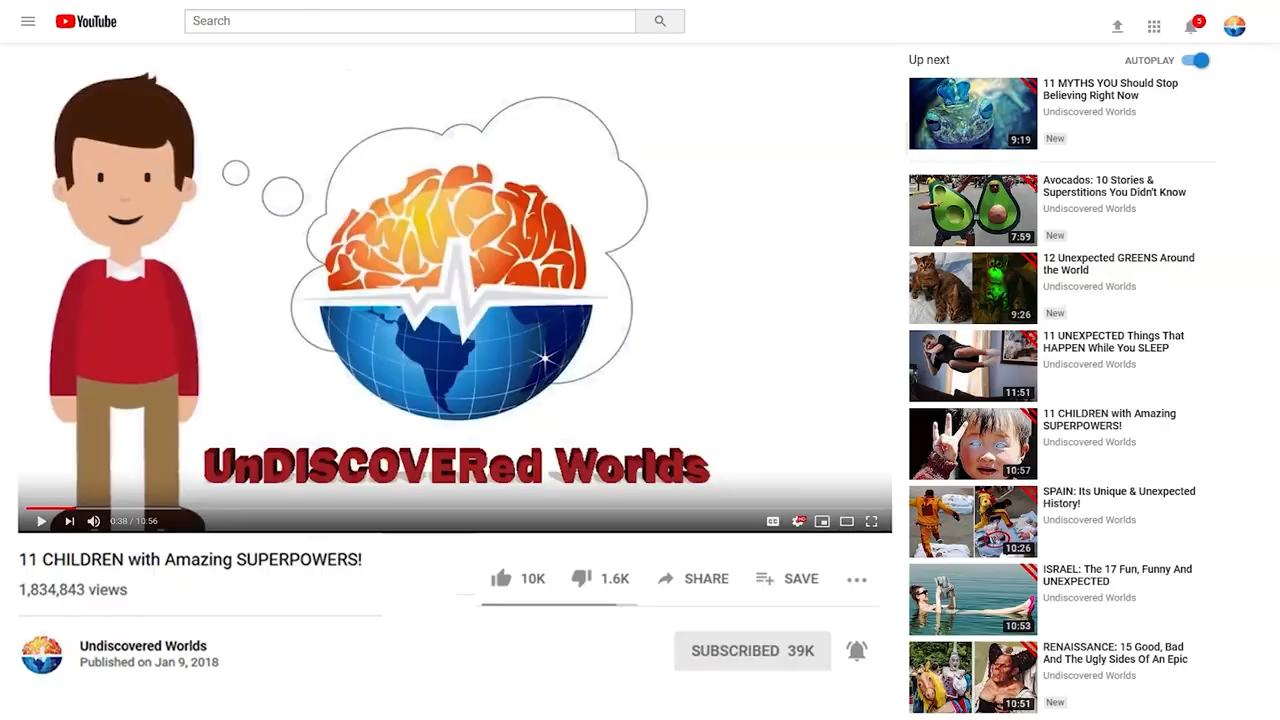 YouTube
Search
5
UnDISCOVERed Worlds
0:38 / 10:56
CC
HD
11 CHILDREN with Amazing SUPERPOWERS!
1,834,843 views
10K
1.6K
SHARE
SAVE
Undiscovered Worlds
Published on Jan 9, 2018
SUBSCRIBED 39K
Up next
AUTOPLAY
11 MYTHS YOU Should Stop
Believing Right Now
Undiscovered Worlds
New
9:19
Avocados: 10 Stories &
Superstitions You Didn't Know
Undiscovered Worlds
New
7:59
12 Unexpected GREENS Around
the World
Undiscovered Worlds
New
9:26
11 UNEXPECTED Things That
HAPPEN While You SLEEP
Undiscovered Worlds
11:51
11 CHILDREN with Amazing
SUPERPOWERS!
Undiscovered Worlds
10:57
SPAIN: Its Unique & Unexpected
History!
Undiscovered Worlds
10:26
ISRAEL: The 17 Fun, Funny And
UNEXPECTED
Undiscovered Worlds
10:53
RENAISSANCE: 15 Good, Bad
And The Ugly Sides Of An Epic
Undiscovered Worlds
New
10:51